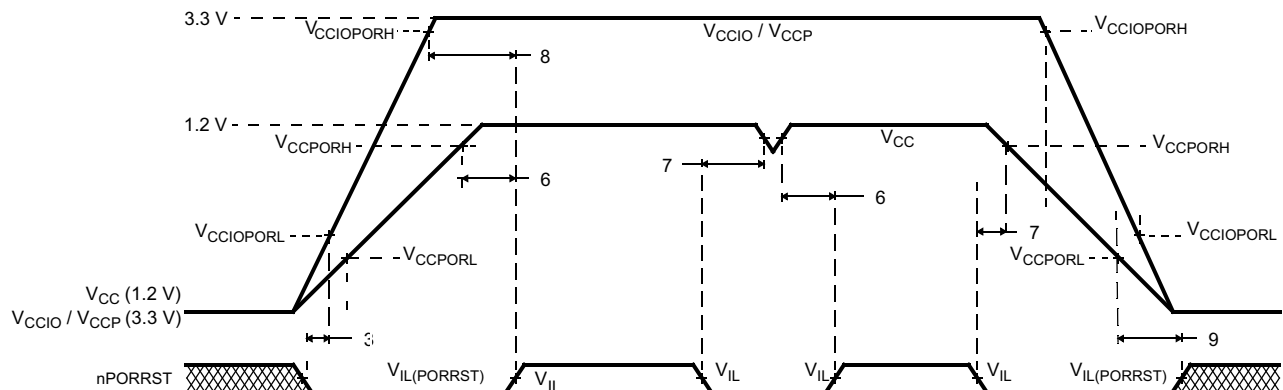 3.3 V
VCCIOPORH
VCCIO / VCCP
VCCIOPORH
8
1.2 V
VCCPORH
VCC
VCCPORH
7
6
6
7
VCCIOPORL
VCCPORL
VCCPORL
VCCIOPORL
VCC (1.2 V)
VCCIO / VCCP (3.3 V)
3
9
nPORRST
VIL(PORRST)
VIL
VIL
VIL
VIL
VIL(PORRST)
nPORRST